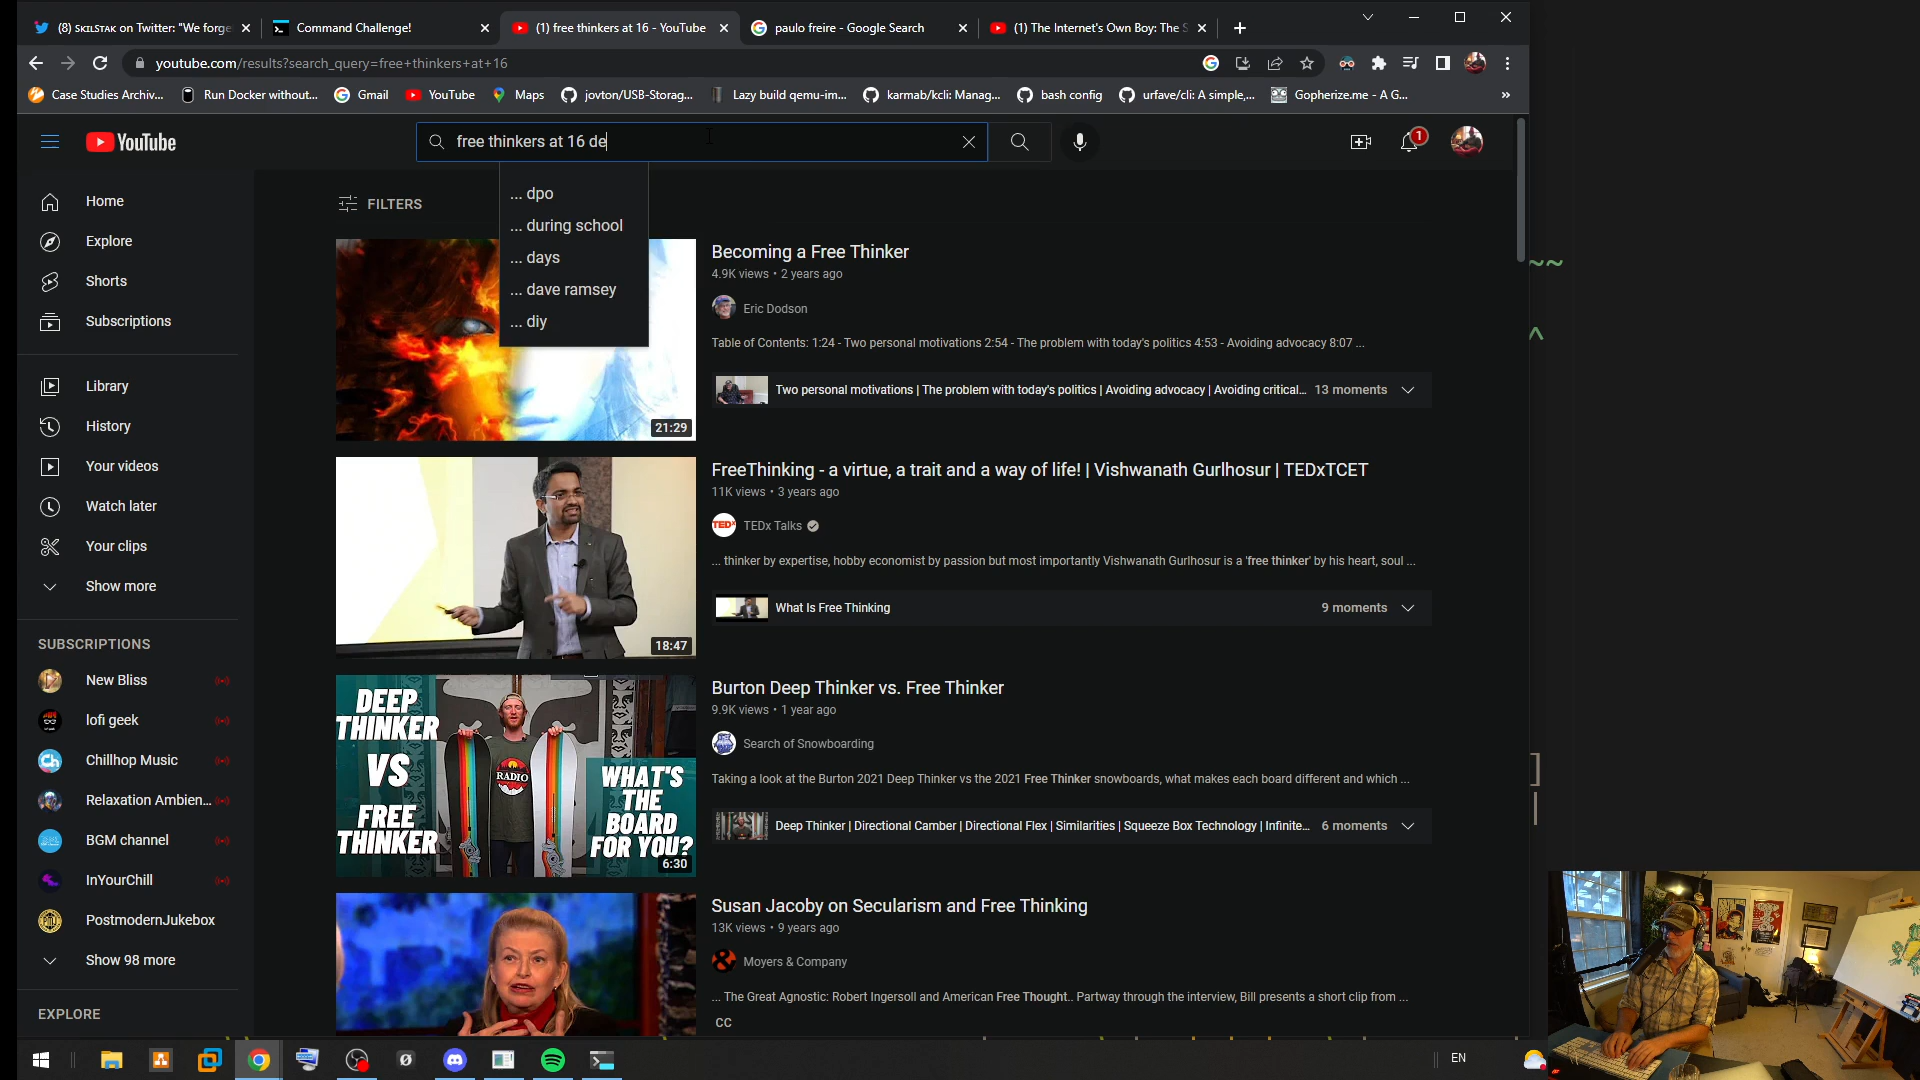 (8) SKILSTAK on Twitter: "We forge
Command Challenge!
(1) free thinkers at 16 - YouTube
paulo freire - Google Search
(1) The Internet's Own Boy: The S
youtube.com/results?search_query=free+thinkers+at+16
Case Studies Archiv...
Run Docker without...
Gmail
YouTube
Maps
jovton/USB-Storag...
Lazy build qemu-im...
karmab/kcli: Manag...
bash config
urfave/cli: A simple,...
Gopherize.me - A G...
»
YouTube
free thinkers at 16 de
1
... dpo
... during school
... days
... dave ramsey
... diy
Home
Explore
Shorts
Subscriptions
Library
History
Your videos
Watch later
Your clips
Show more
SUBSCRIPTIONS
New Bliss
lofi geek
Chillhop Music
Relaxation Ambien...
BGM channel
InYourChill
PostmodernJukebox
Show 98 more
EXPLORE
FILTERS
21:29
Becoming a Free Thinker
4.9K views • 2 years ago
Eric Dodson
Table of Contents: 1:24 - Two personal motivations 2:54 - The problem with today's politics 4:53 - Avoiding advocacy 8:07 ...
Two personal motivations | The problem with today's politics | Avoiding advocacy | Avoiding critical...
13 moments
18:47
FreeThinking - a virtue, a trait and a way of life! | Vishwanath Gurlhosur | TEDxTCET
11K views • 3 years ago
TEDx
TEDx Talks
... thinker by expertise, hobby economist by passion but most importantly Vishwanath Gurlhosur is a 'free thinker' by his heart, soul ...
What Is Free Thinking
9 moments
DEEP
THINKER
VS
FREE
THINKER
RADIO
WHAT'S
THE
BOARD
FOR YOU?
6:30
Burton Deep Thinker vs. Free Thinker
9.9K views • 1 year ago
Search of Snowboarding
Taking a look at the Burton 2021 Deep Thinker vs the 2021 Free Thinker snowboards, what makes each board different and which ...
Deep Thinker | Directional Camber | Directional Flex | Similarities | Squeeze Box Technology | Infinite...
6 moments
Susan Jacoby on Secularism and Free Thinking
13K views • 9 years ago
Moyers & Company
... The Great Agnostic: Robert Ingersoll and American Free Thought.. Partway through the interview, Bill presents a short clip from ...
CC
~~
^
]
|
EN